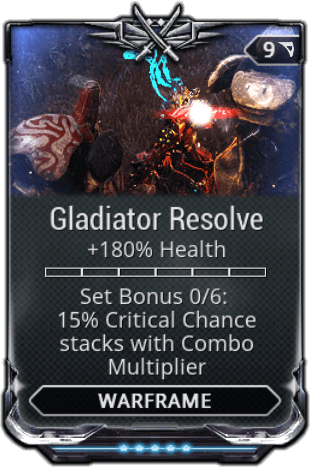 9
Gladiator Resolve
+180% Health
Set Bonus 0/6:
15% Critical Chance
stacks with Combo
Multiplier
WARFRAME